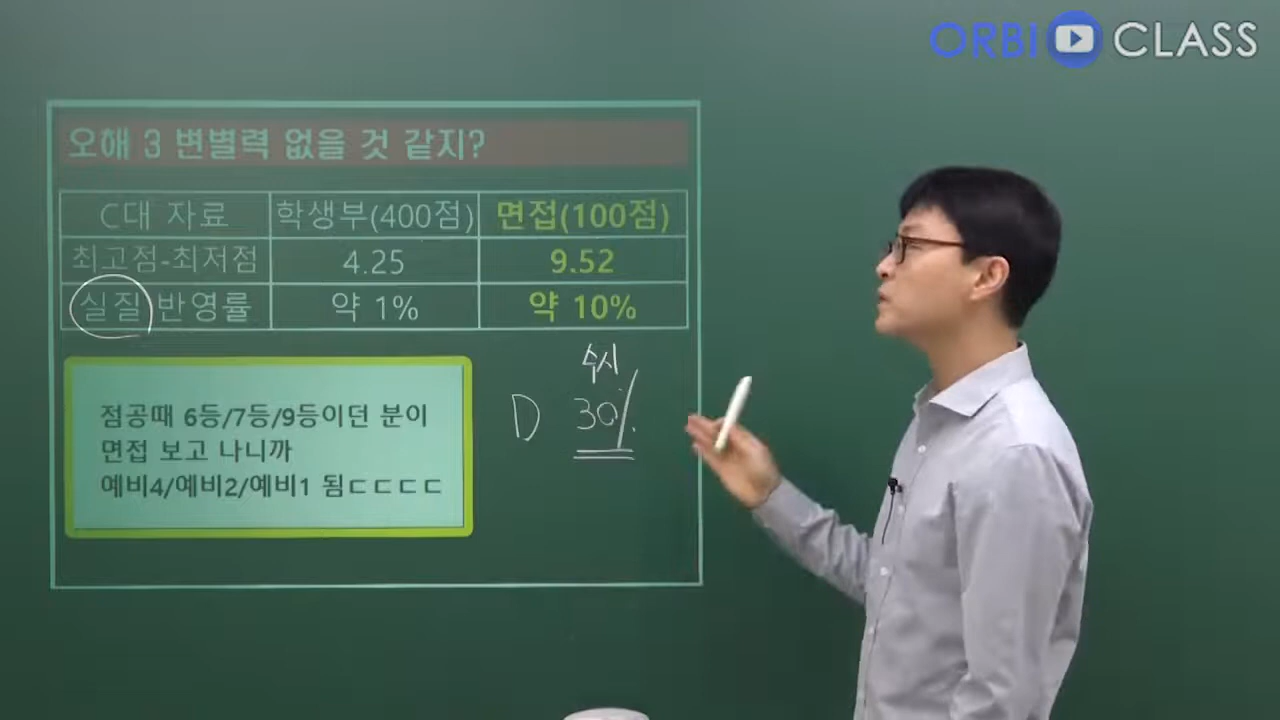 ORBI CLASS
오해 3 변별력 없을 것 같지?
C대 자료 학생부(400점) 면접(100점)
최고점-최저점 4.25 9.52
실질 반영률 약 1% 약 10%
점공때 6등/7등/9등이던 분이
면접 보고 나니까
예비4/예비2/예비1 됨ㄷㄷㄷㄷ
수시
D 30%